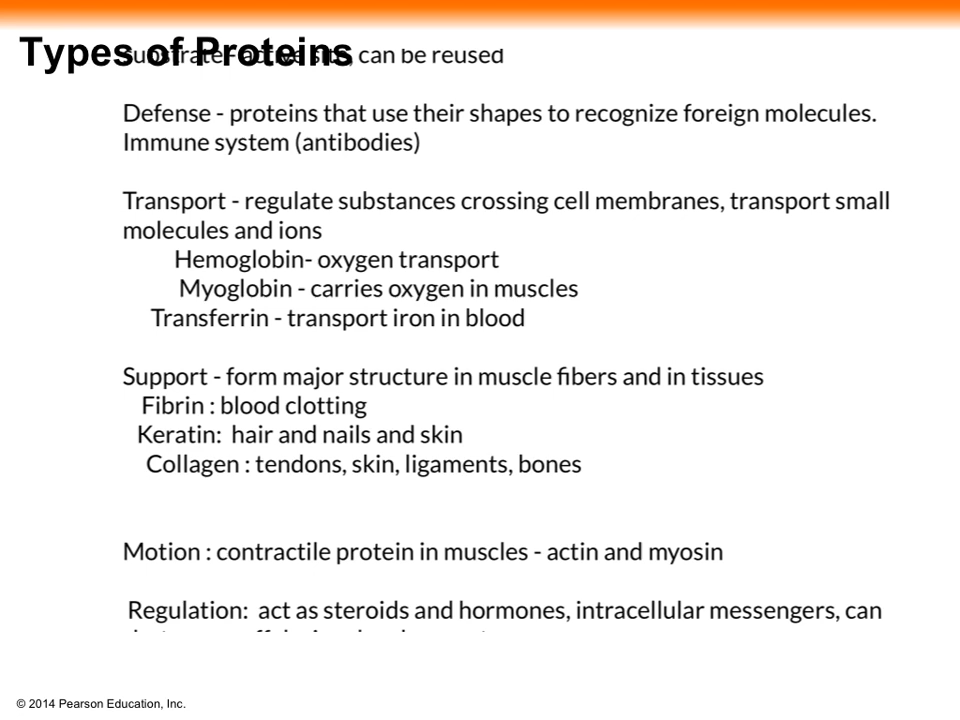 Types of Proteins
substrate - active site, can be reused
Defense - proteins that use their shapes to recognize foreign molecules.
Immune system (antibodies)
Transport - regulate substances crossing cell membranes, transport small
molecules and ions
Hemoglobin- oxygen transport
Myoglobin - carries oxygen in muscles
Transferrin - transport iron in blood
Support - form major structure in muscle fibers and in tissues
Fibrin : blood clotting
Keratin: hair and nails and skin
Collagen : tendons, skin, ligaments, bones
Motion : contractile protein in muscles - actin and myosin
Regulation: act as steroids and hormones, intracellular messengers, can
© 2014 Pearson Education, Inc.